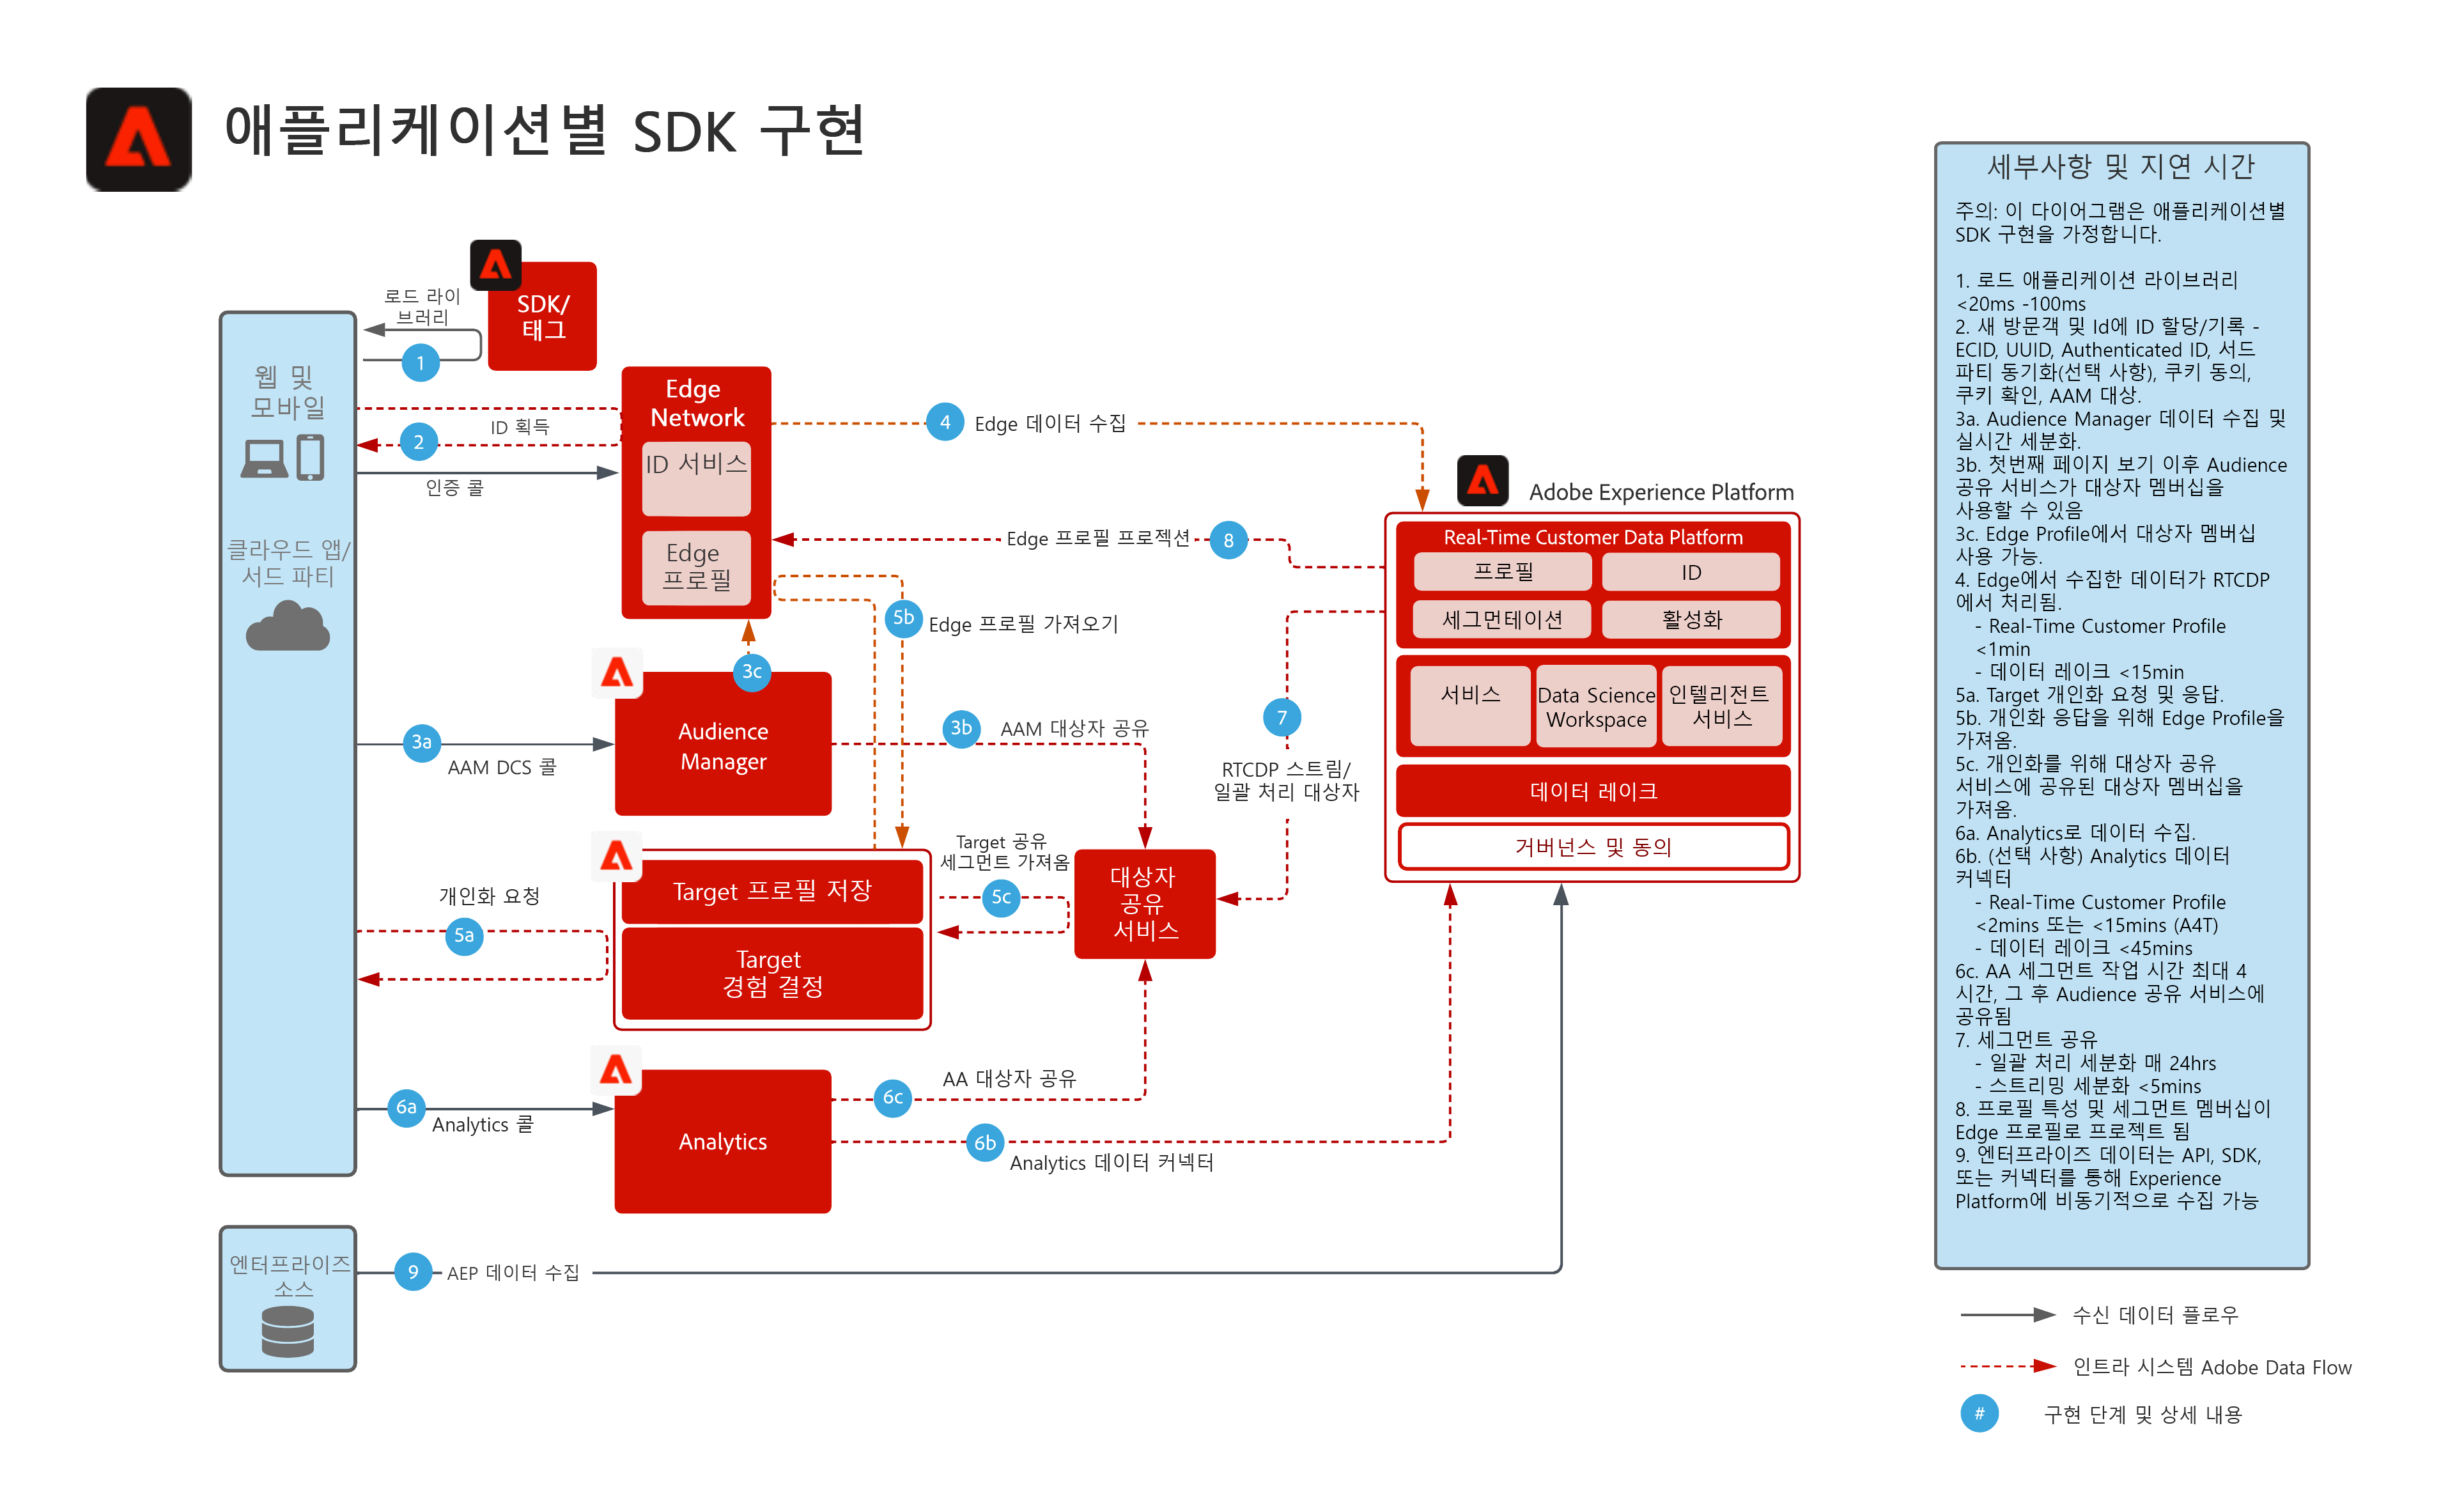 애플리케이션별 SDK 구현
로드 라이
브러리
1
SDK/
태그
웹 및
모바일
클라우드 앱/
서드 파티
2
ID 획득
인증 콜
Edge
Network
ID 서비스
Edge
프로필
4
Edge 데이터 수집
Edge 프로필 프로젝션
8
5b
Edge 프로필 가져오기
3c
3a
AAM DCS 콜
Audience
Manager
3b
AAM 대상자 공유
7
RTCDP 스트림/
일괄 처리 대상자
개인화 요청
5a
Target 프로필 저장
Target
경험 결정
Target 공유
세그먼트 가져옴
5c
대상자
공유
서비스
6a
Analytics 콜
Analytics
AA 대상자 공유
6c
6b
Analytics 데이터 커넥터
엔터프라이즈
소스
9
AEP 데이터 수집
Adobe Experience Platform
Real-Time Customer Data Platform
프로필
ID
세그먼테이션
활성화
서비스
Data Science
Workspace
인텔리전트
서비스
데이터 레이크
거버넌스 및 동의
세부사항 및 지연 시간
주의: 이 다이어그램은 애플리케이션별
SDK 구현을 가정합니다.
1. 로드 애플리케이션 라이브러리
<20ms -100ms
2. 새 방문객 및 Id에 ID 할당/기록 -
ECID, UUID, Authenticated ID, 서드
파티 동기화(선택 사항), 쿠키 동의,
쿠키 확인, AAM 대상.
3a. Audience Manager 데이터 수집 및
실시간 세분화.
3b. 첫번째 페이지 보기 이후 Audience
공유 서비스가 대상자 멤버십을
사용할 수 있음
3c. Edge Profile에서 대상자 멤버십
사용 가능.
4. Edge에서 수집한 데이터가 RTCDP
에서 처리됨.
- Real-Time Customer Profile
<1min
- 데이터 레이크 <15min
5a. Target 개인화 요청 및 응답.
5b. 개인화 응답을 위해 Edge Profile을
가져옴.
5c. 개인화를 위해 대상자 공유
서비스에 공유된 대상자 멤버십을
가져옴.
6a. Analytics로 데이터 수집.
6b. (선택 사항) Analytics 데이터
커넥터
- Real-Time Customer Profile
<2mins 또는 <15mins (A4T)
- 데이터 레이크 <45mins
6c. AA 세그먼트 작업 시간 최대 4
시간, 그 후 Audience 공유 서비스에
공유됨
7. 세그먼트 공유
- 일괄 처리 세분화 매 24hrs
- 스트리밍 세분화 <5mins
8. 프로필 특성 및 세그먼트 멤버십이
Edge 프로필로 프로젝트 됨
9. 엔터프라이즈 데이터는 API, SDK,
또는 커넥터를 통해 Experience
Platform에 비동기적으로 수집 가능
수신 데이터 플로우
인트라 시스템 Adobe Data Flow
#
구현 단계 및 상세 내용